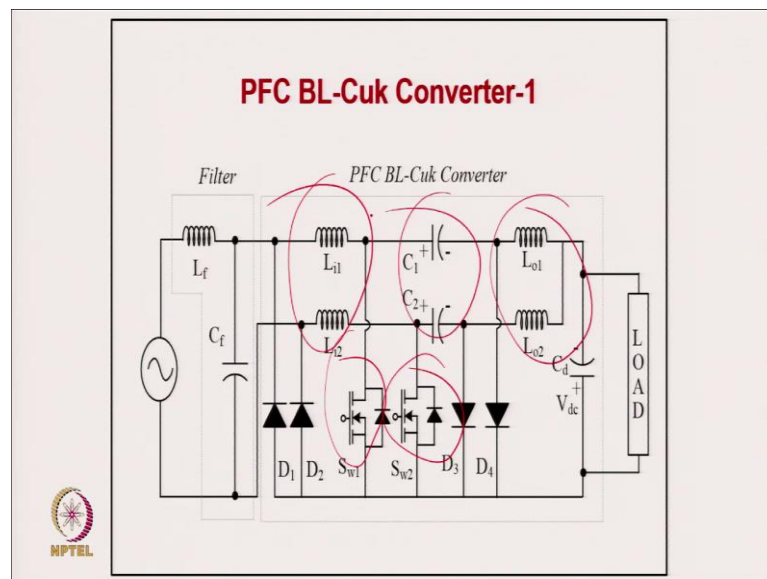 PFC BL-Cuk Converter-1
Filter
PFC BL-Cuk Converter
Lf
Li1
C1 + -
Lo1
Cf
Li2
C2 + -
Lo2
Cd
-
+
Vdc
LOAD
D1 D2 Sw1 Sw2 D3 D4
NPTEL